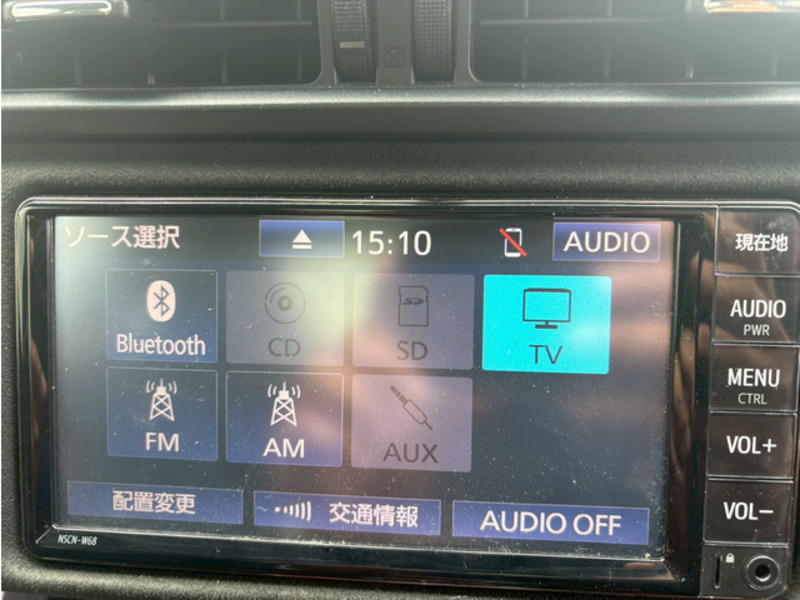 ソース選択 15:10 AUDIO
Bluetooth CD SD TV
FM AM AUX
配置変更 交通情報 AUDIO OFF
NSCN-W68
現在地
AUDIO
PWR
MENU
CTRL
VOL+
VOL−